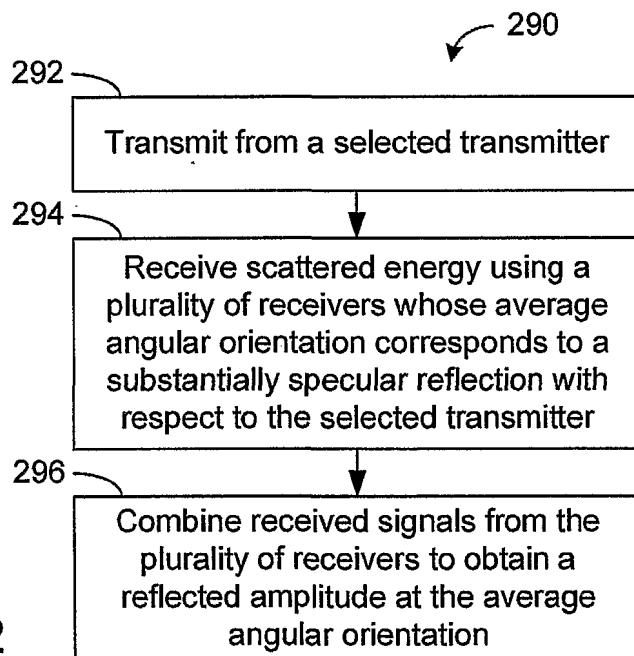 290
292
Transmit from a selected transmitter
294
Receive scattered energy using a
plurality of receivers whose average
angular orientation corresponds to a
substantially specular reflection with
respect to the selected transmitter
296
Combine received signals from the
plurality of receivers to obtain a
reflected amplitude at the average
angular orientation